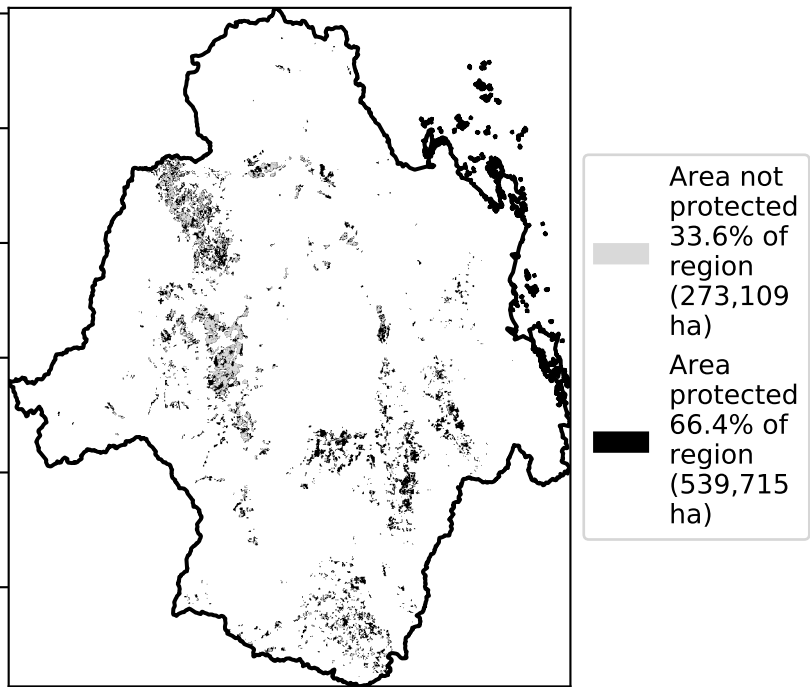 Area not
protected
33.6% of
region
(273,109
ha)
Area
protected
66.4% of
region
(539,715
ha)